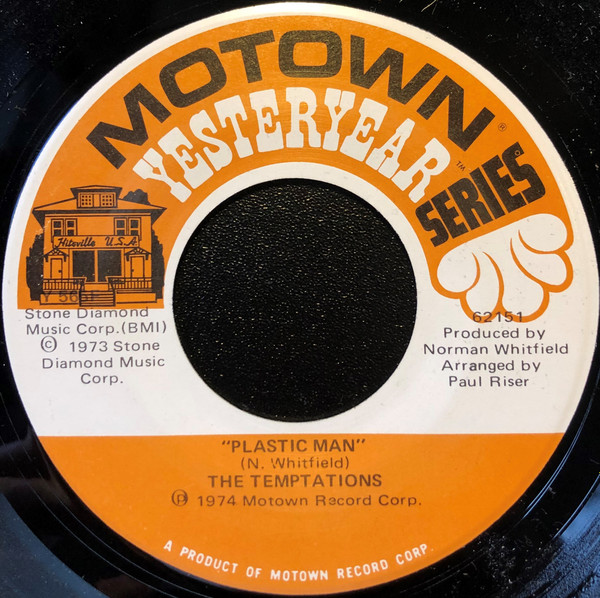 MOTOWN®
YESTERYEAR™
SERIES
Hitsville U.S.A
Stone Diamond
Music Corp.(BMI)
© 1973 Stone
Diamond Music
Corp.
62151
Produced by
Norman Whitfield
Arranged by
Paul Riser
"PLASTIC MAN"
(N. Whitfield)
THE TEMPTATIONS
℗ 1974 Motown Record Corp.
A PRODUCT OF MOTOWN RECORD CORP.